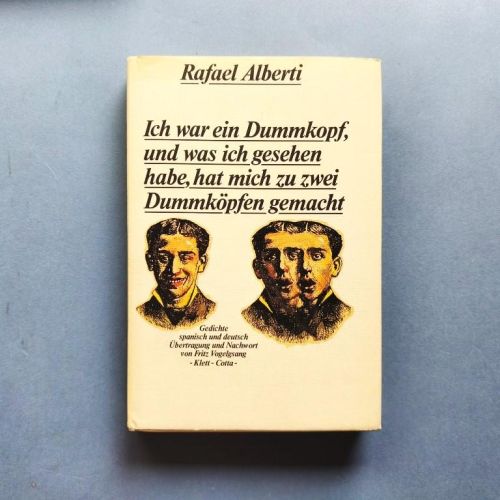 Rafael Alberti
Ich war ein Dummkopf,
und was ich gesehen
habe, hat mich zu zwei
Dummköpfen gemacht
Gedichte
spanisch und deutsch
Übertragung und Nachwort
von Fritz Vogelgsang
- Klett - Cotta -